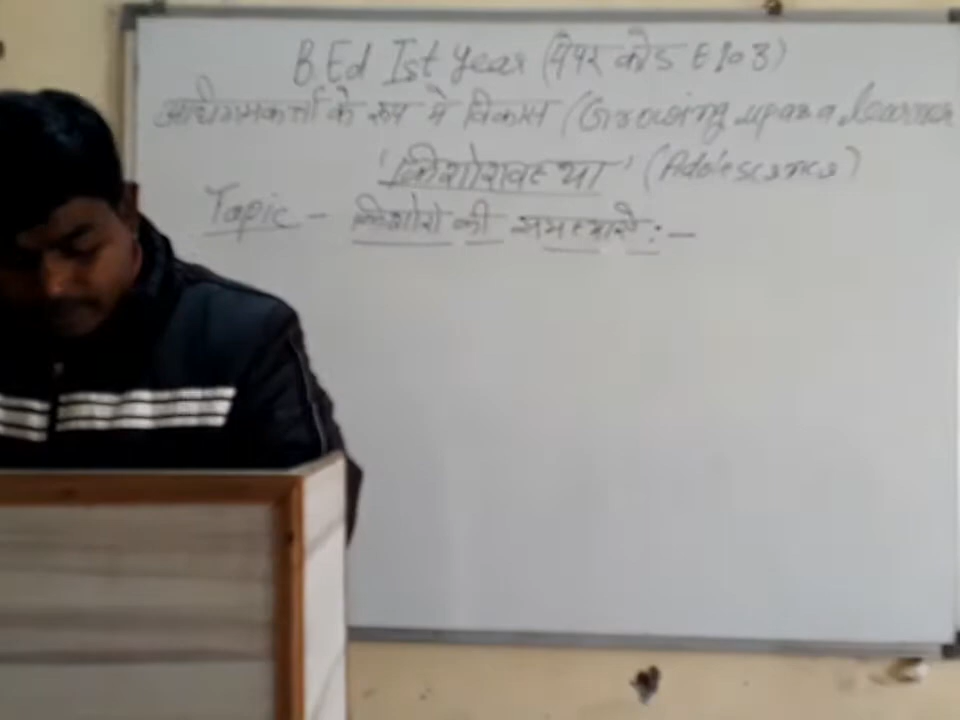 B.Ed Ist year (पेपर कोड E103)
अधिगमकर्त्ता के रूप में विकास (Growing up as a learner
'किशोरावस्था' (Adolescence)
Topic - किशोरो की समस्याये :-